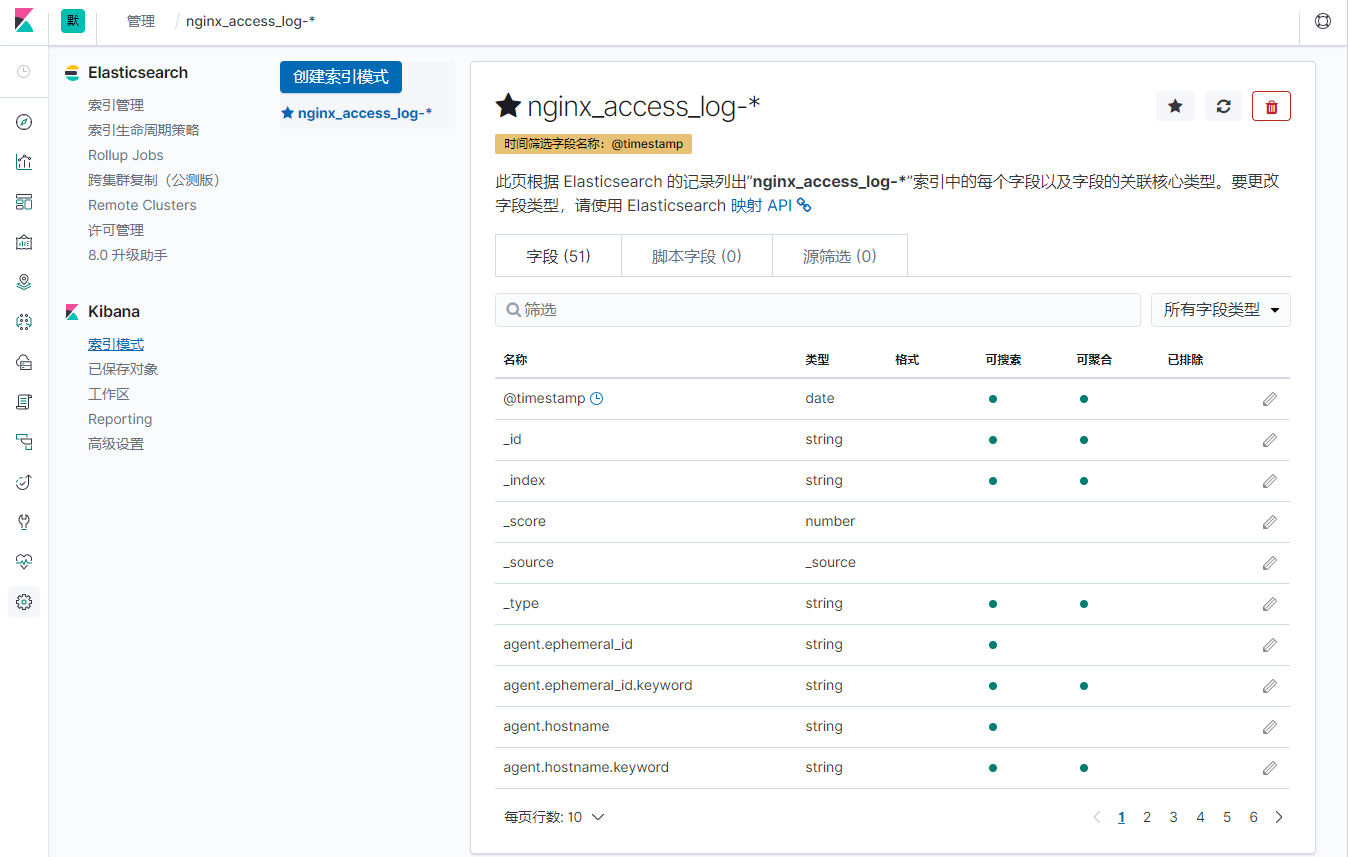 默 管理 / nginx_access_log-*
Elasticsearch
索引管理
索引生命周期策略
Rollup Jobs
跨集群复制（公测版）
Remote Clusters
许可管理
8.0 升级助手
Kibana
索引模式
已保存对象
工作区
Reporting
高级设置
创建索引模式
nginx_access_log-*
nginx_access_log-*
时间筛选字段名称：@timestamp
此页根据 Elasticsearch 的记录列出“nginx_access_log-*”索引中的每个字段以及字段的关联核心类型。要更改
字段类型，请使用 Elasticsearch 映射 API
字段 (51) 脚本字段 (0) 源筛选 (0)
筛选 所有字段类型
名称 类型 格式 可搜索 可聚合 已排除
@timestamp date
_id string
_index string
_score number
_source _source
_type string
agent.ephemeral_id string
agent.ephemeral_id.keyword string
agent.hostname string
agent.hostname.keyword string
每页行数: 10 1 2 3 4 5 6